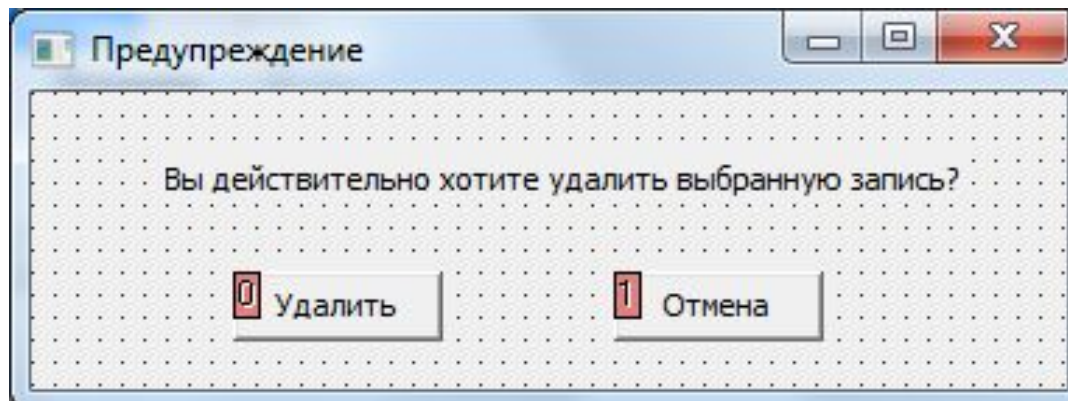 Предупреждение
Вы действительно хотите удалить выбранную запись?
0 Удалить 1 Отмена